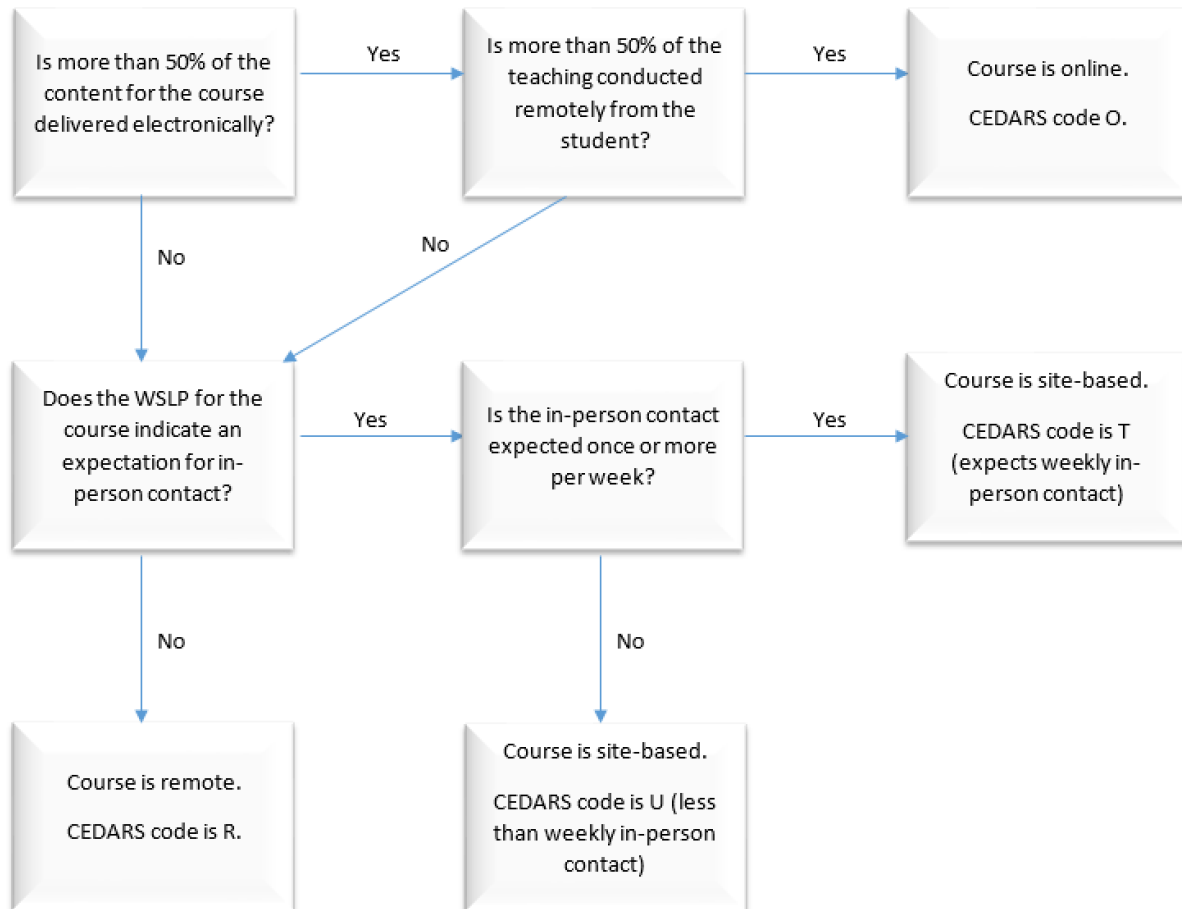 Is more than 50% of the
content for the course
delivered electronically?
Yes
Is more than 50% of the
teaching conducted
remotely from the
student?
Yes
Course is online.
CEDARS code O.
No
No
Does the WSLP for the
course indicate an
expectation for in-
person contact?
Yes
Is the in-person contact
expected once or more
per week?
Yes
Course is site-based.
CEDARS code is T
(expects weekly in-
person contact)
No
No
Course is remote.
CEDARS code is R.
Course is site-based.
CEDARS code is U (less
than weekly in-person
contact)